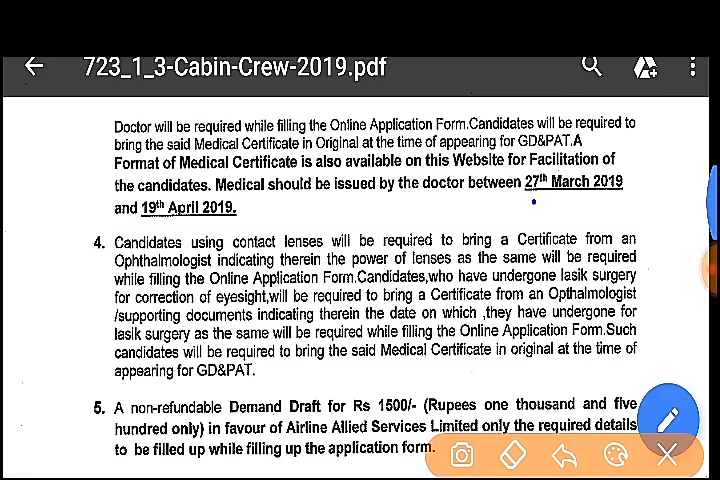 723_1_3-Cabin-Crew-2019.pdf
Doctor will be required while filling the Online Application Form.Candidates will be required to
bring the said Medical Certificate in Original at the time of appearing for GD&PAT.A
Format of Medical Certificate is also available on this Website for Facilitation of
the candidates. Medical should be issued by the doctor between 27th March 2019
and 19th April 2019.
4. Candidates using contact lenses will be required to bring a Certificate from an
Ophthalmologist indicating therein the power of lenses as the same will be required
while filling the Online Application Form.Candidates,who have undergone lasik surgery
for correction of eyesight,will be required to bring a Certificate from an Opthalmologist
/supporting documents indicating therein the date on which ,they have undergone for
lasik surgery as the same will be required while filling the Online Application Form.Such
candidates will be required to bring the said Medical Certificate in original at the time of
appearing for GD&PAT.
5. A non-refundable Demand Draft for Rs 1500/- (Rupees one thousand and five
hundred only) in favour of Airline Allied Services Limited only the required details
to be filled up while filling up the application form.